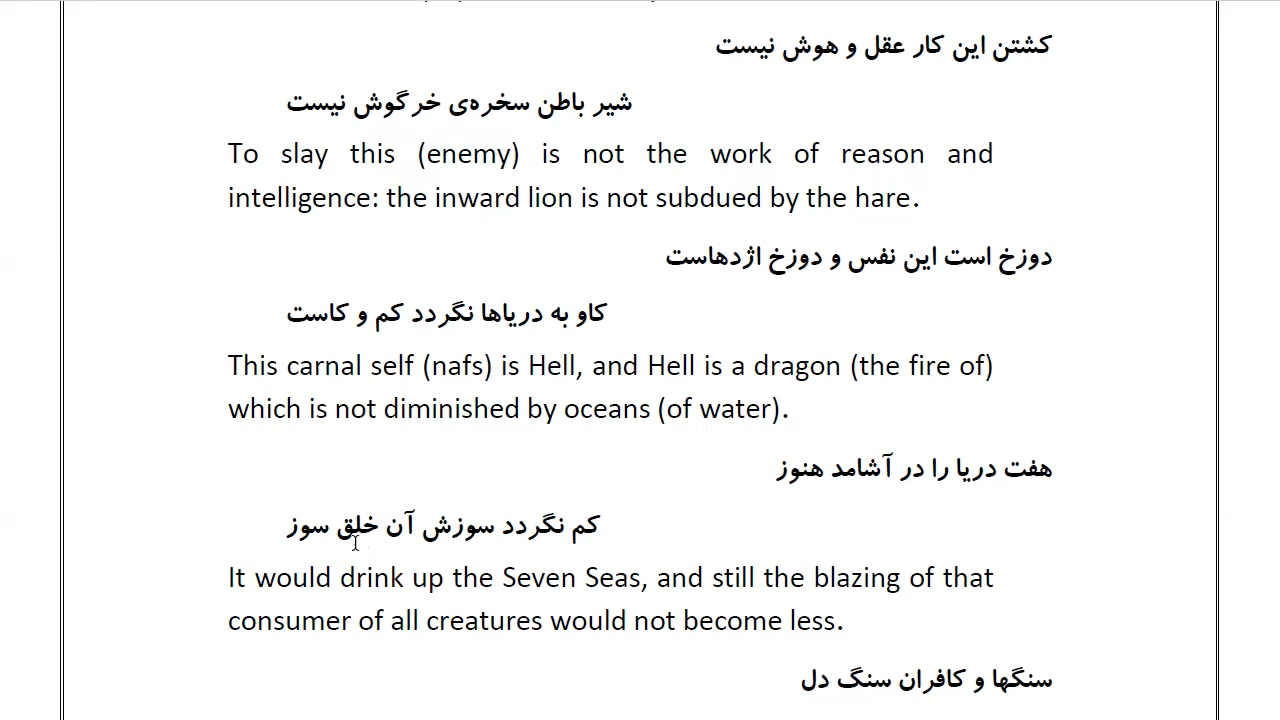 کشتن این کار عقل و هوش نیست
شیر باطن سخره‌ی خرگوش نیست
To slay this (enemy) is not the work of reason and
intelligence: the inward lion is not subdued by the hare.
دوزخ است این نفس و دوزخ اژدهاست
کاو به دریاها نگردد کم و کاست
This carnal self (nafs) is Hell, and Hell is a dragon (the fire of)
which is not diminished by oceans (of water).
هفت دریا را در آشامد هنوز
کم نگردد سوزش آن خلق سوز
It would drink up the Seven Seas, and still the blazing of that
consumer of all creatures would not become less.
سنگها و کافران سنگ دل